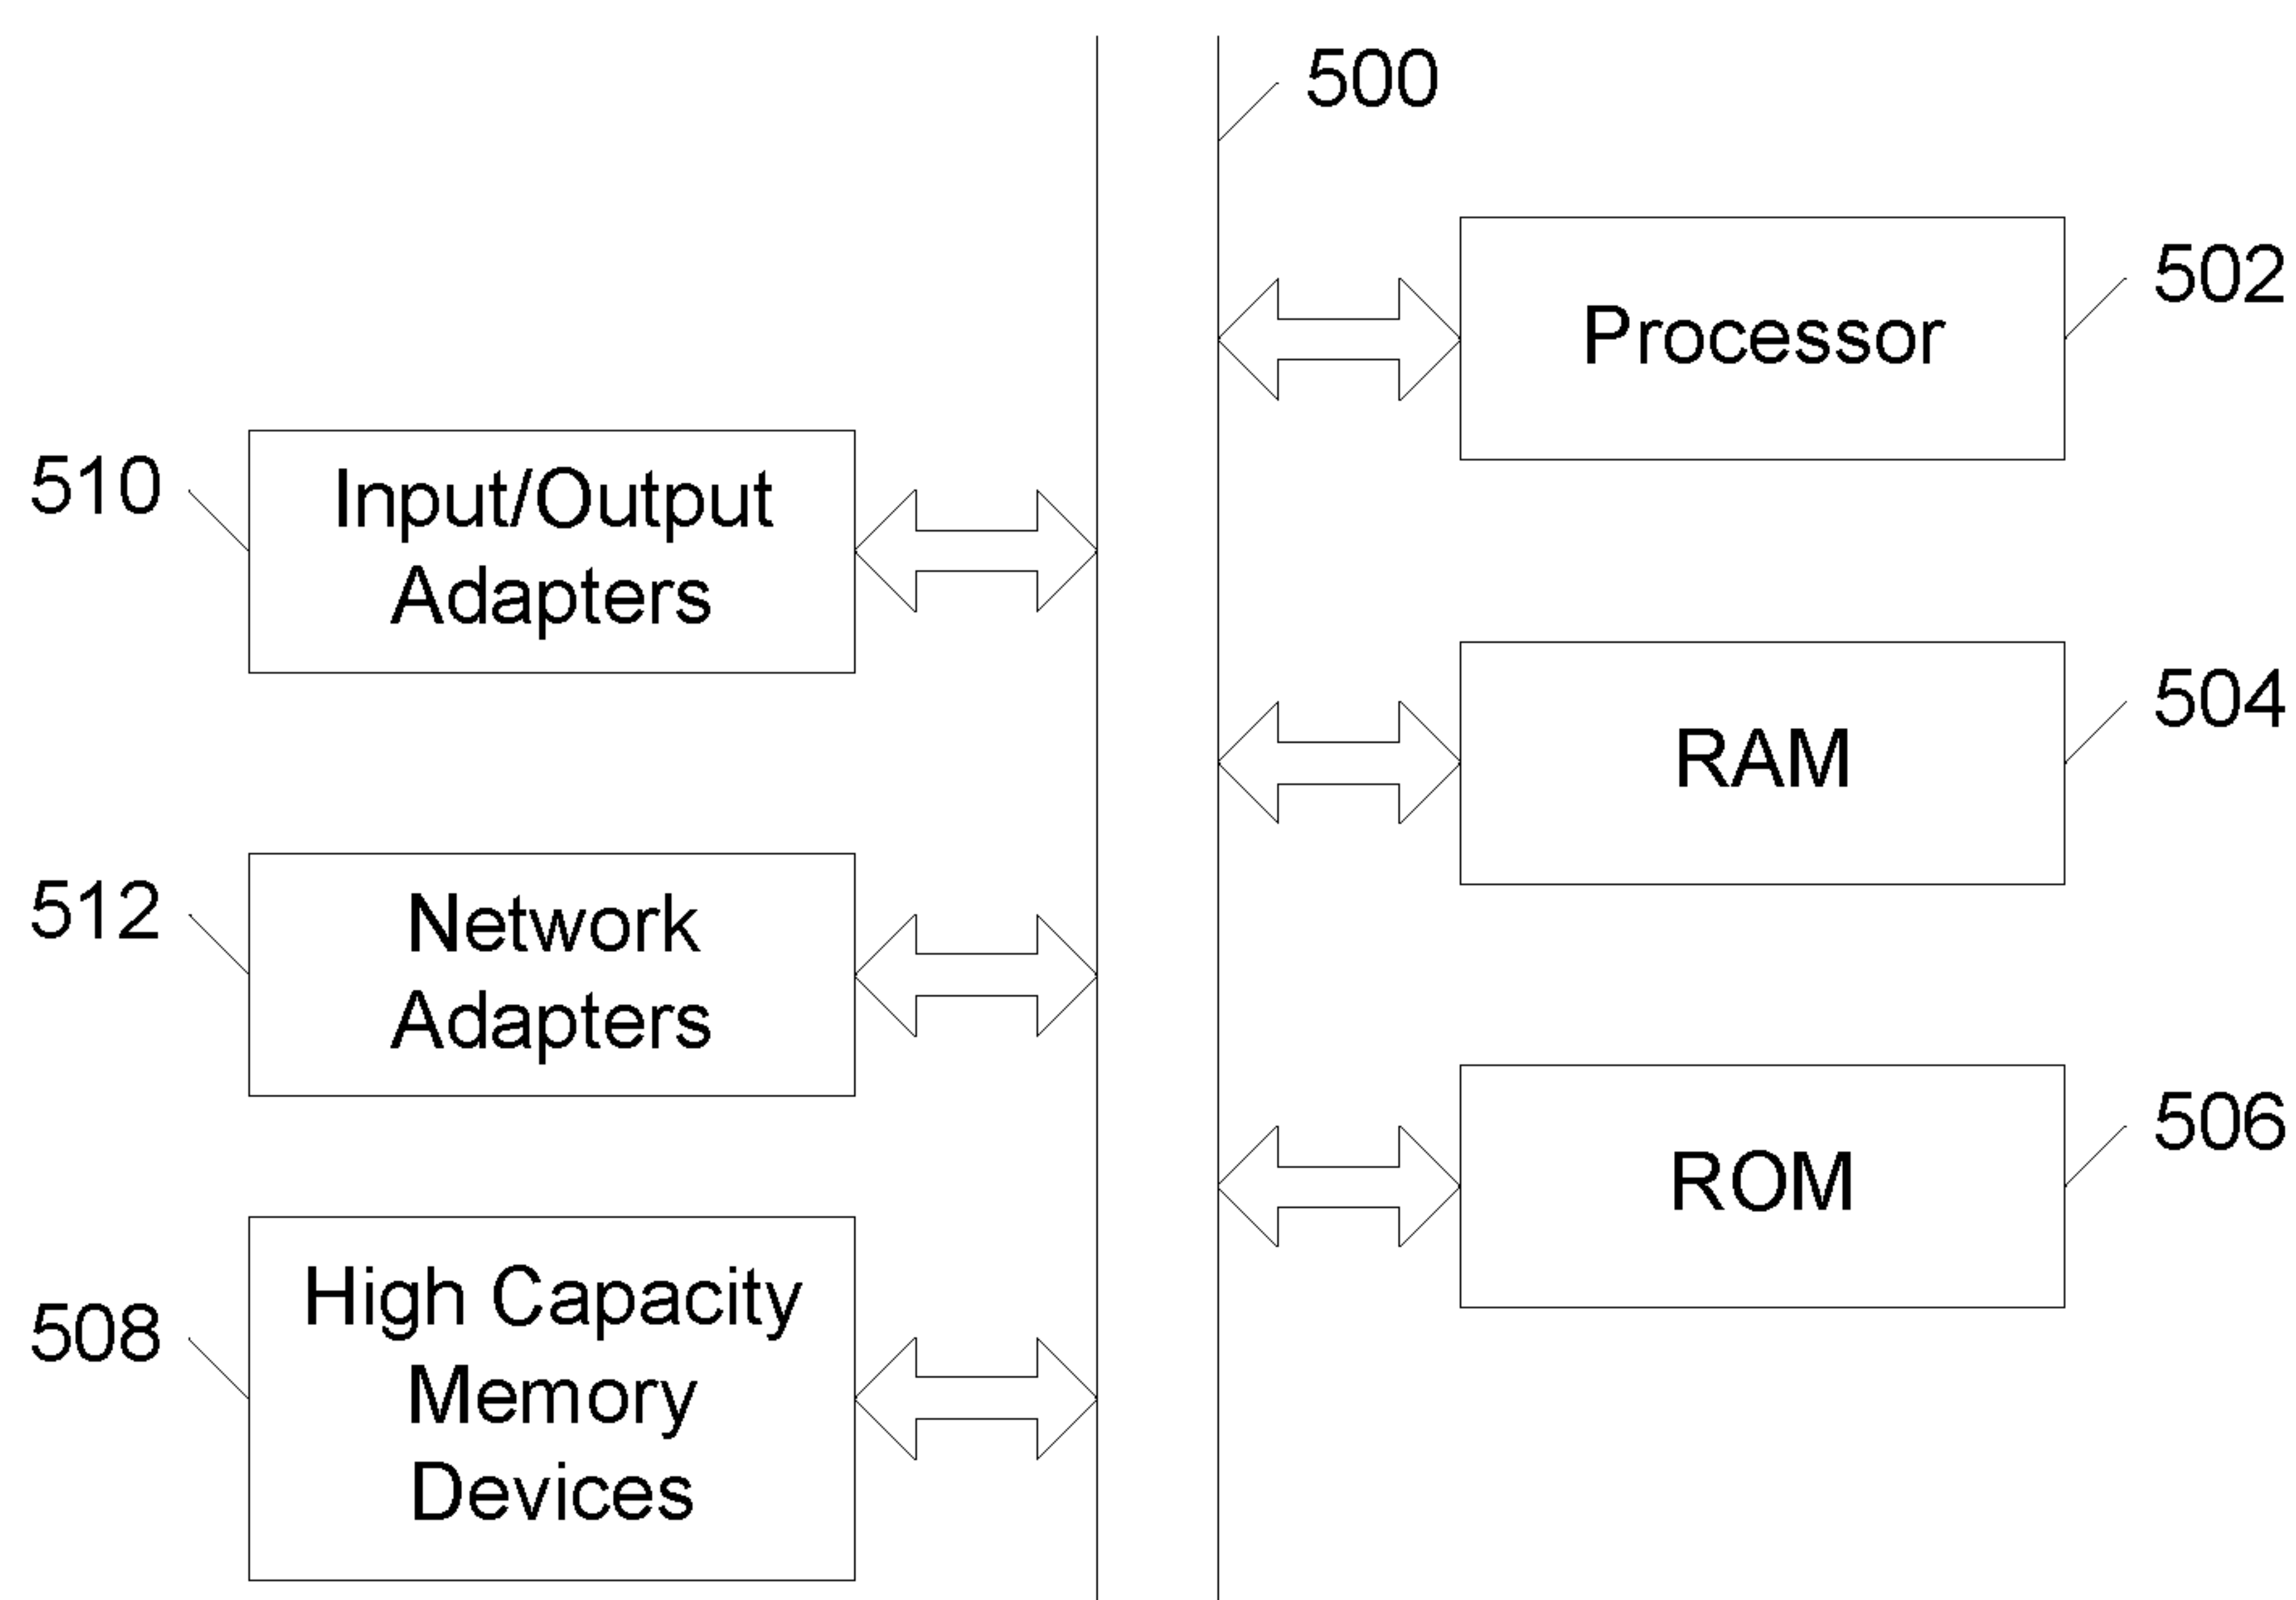 500
502
Processor
510
Input/Output
Adapters
504
RAM
512
Network
Adapters
506
ROM
508
High Capacity
Memory
Devices